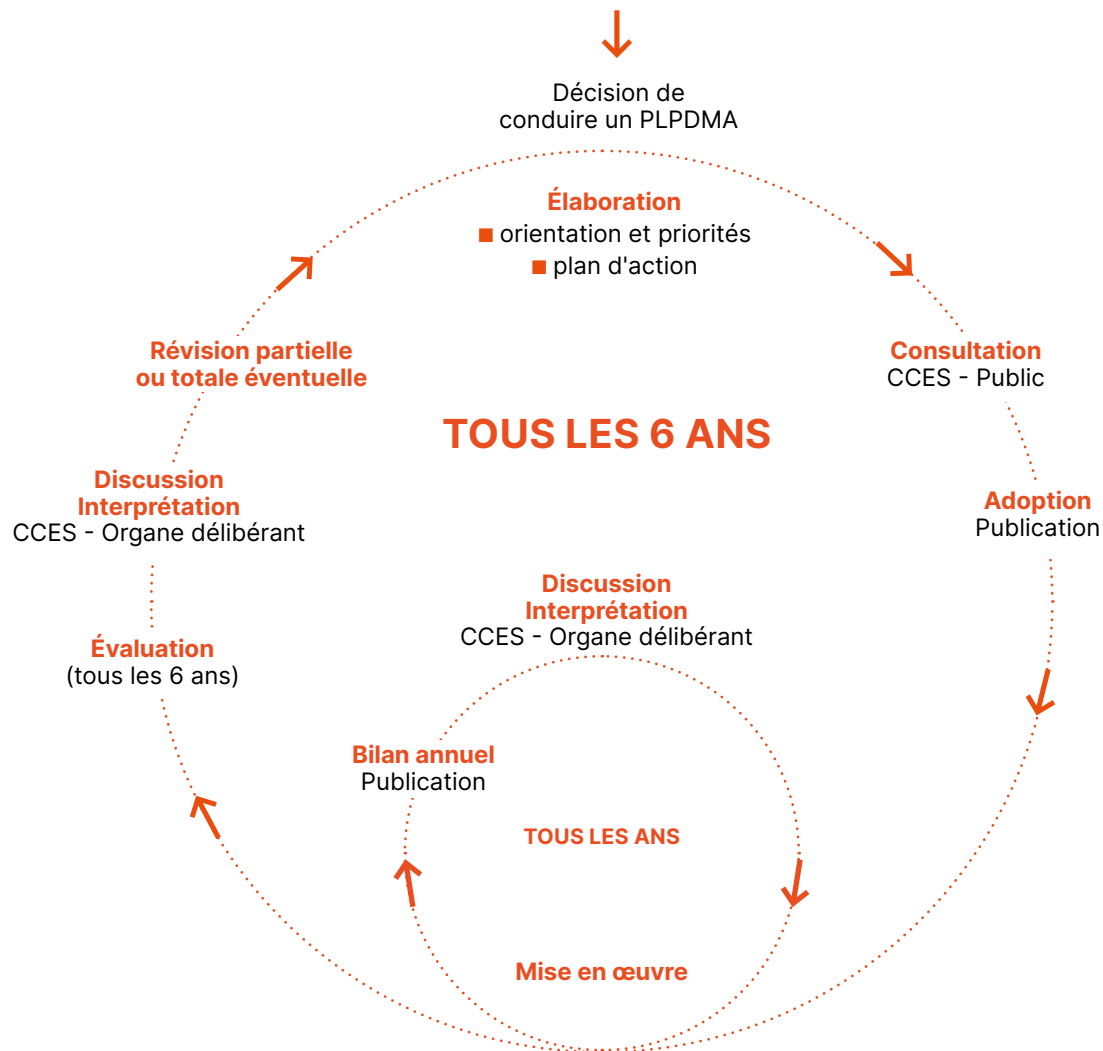 Décision de
conduire un PLPDMA
Élaboration
■ orientation et priorités
■ plan d'action
Révision partielle
ou totale éventuelle
Consultation
CCES - Public
TOUS LES 6 ANS
Discussion
Interprétation
CCES - Organe délibérant
Adoption
Publication
Discussion
Interprétation
CCES - Organe délibérant
Évaluation
(tous les 6 ans)
Bilan annuel
Publication
TOUS LES ANS
Mise en œuvre